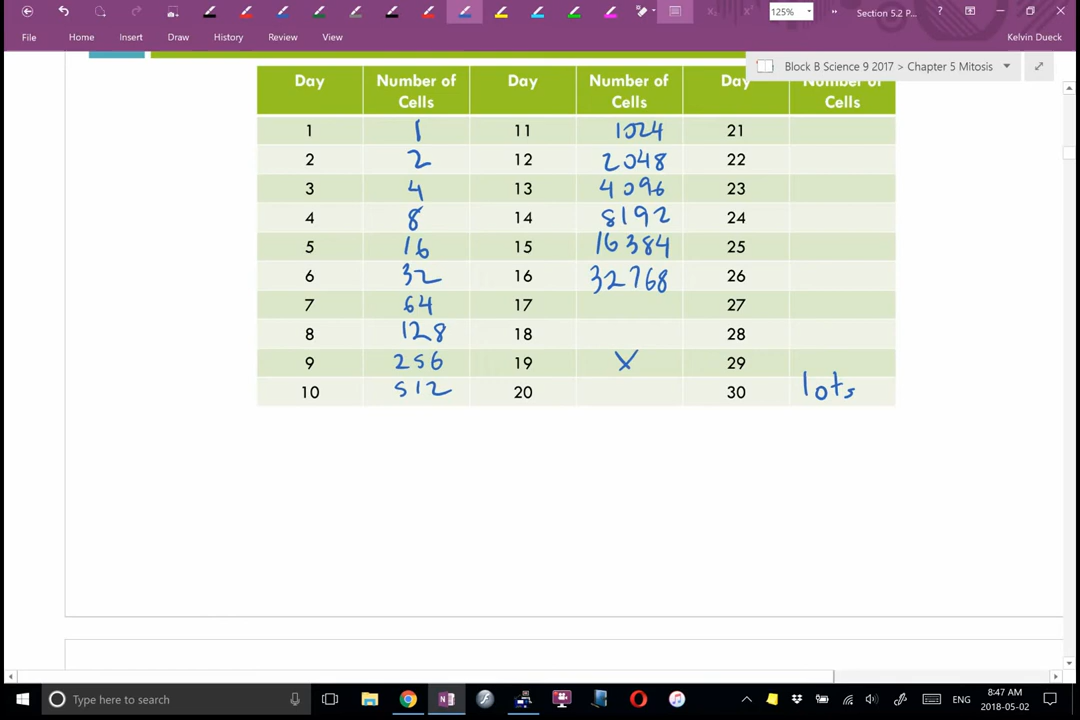 125%
Section 5.2 P...
File Home Insert Draw History Review View
Kelvin Dueck
Block B Science 9 2017 > Chapter 5 Mitosis
Day Number of Cells Day Number of Cells Day Number of Cells
1 1 11 1024 21
2 2 12 2048 22
3 4 13 4096 23
4 8 14 8192 24
5 16 15 16384 25
6 32 16 32768 26
7 64 17 27
8 128 18 28
9 256 19 X 29
10 512 20 30 lots
Type here to search
ENG
8:47 AM
2018-05-02